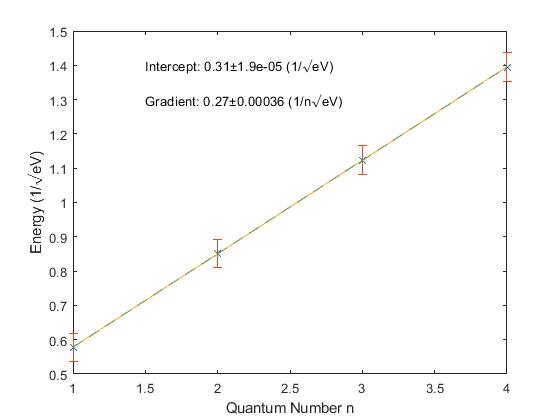 Intercept: 0.31±1.9e-05 (1/√eV)
Gradient: 0.27±0.00036 (1/n√eV)
Energy (1/√eV)
1.5
1.4
1.3
1.2
1.1
1
0.9
0.8
0.7
0.6
0.5
1 1.5 2 2.5 3 3.5 4
Quantum Number n